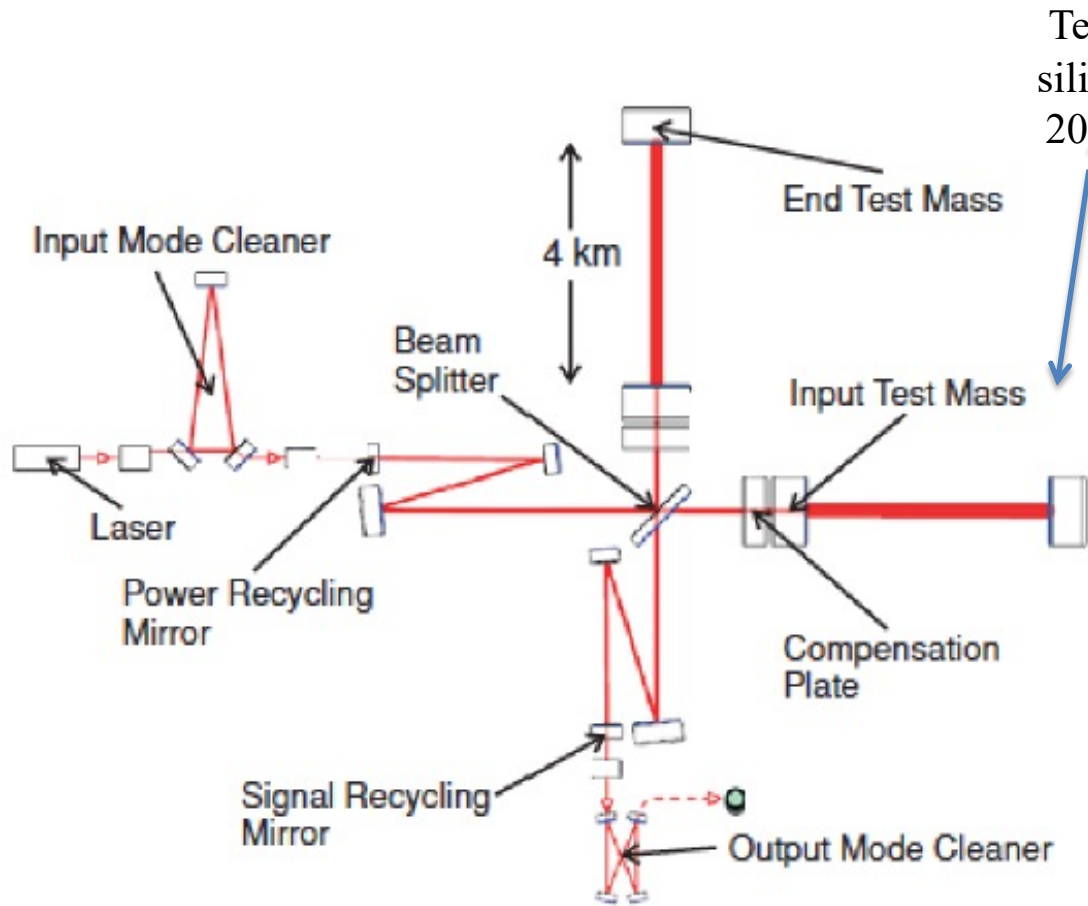 Te
sili
20
End Test Mass
Input Mode Cleaner
4 km
Beam
Splitter
Input Test Mass
Laser
Power Recycling
Mirror
Compensation
Plate
Signal Recycling
Mirror
Output Mode Cleaner